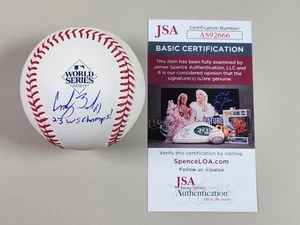 WORLD
SERIES
23 WS Champs!
JSA
Certification Number
AS92666
BASIC CERTIFICATION
This item has been fully examined by
James Spence Authentication, LLC, and it
is our considered opinion that the
signature(s) is/are genuine.
Verify this certification by visiting
SpenceLOA.com
Follow us @jsaloa
JSA
James Spence
Authentication